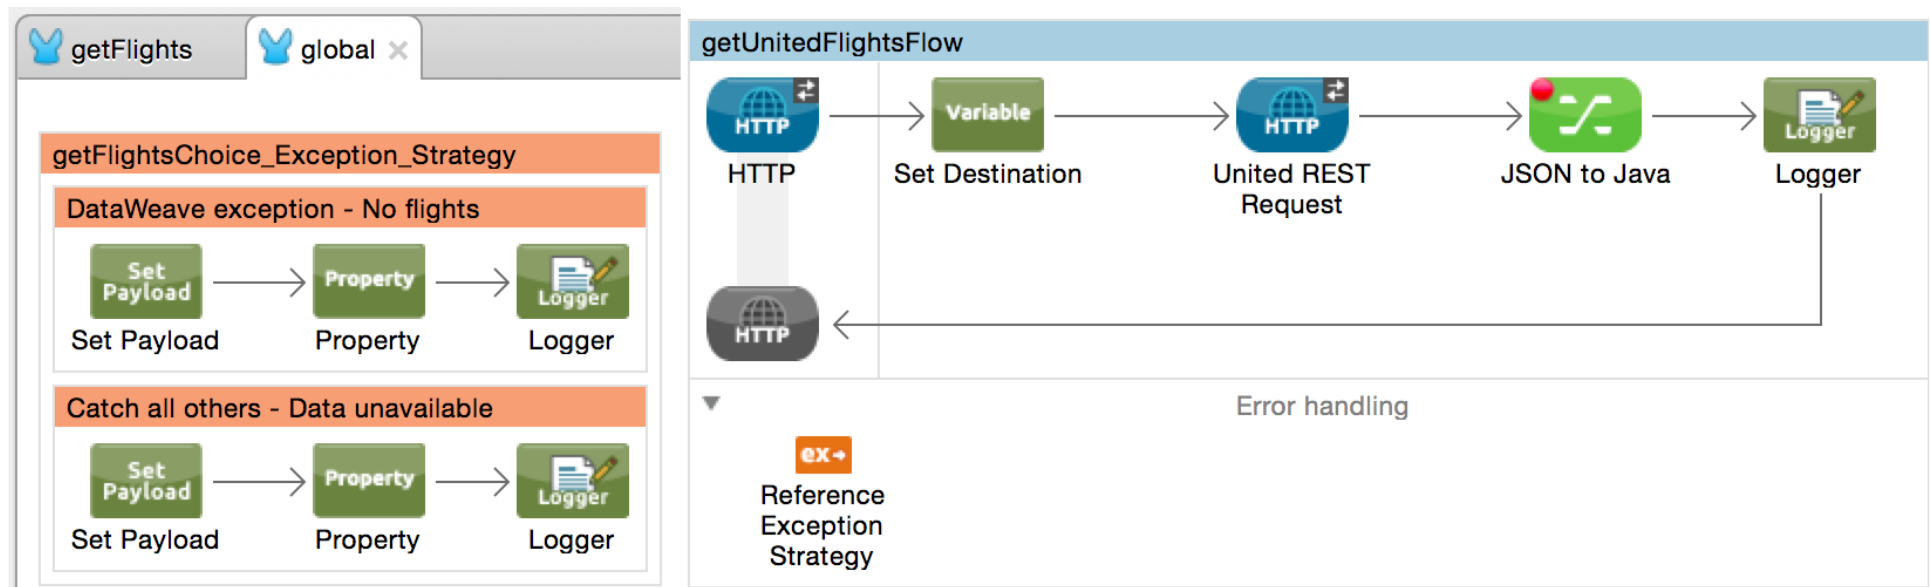 getFlights
global
getFlightsChoice_Exception_Strategy
DataWeave exception - No flights
Set
Payload
Property
Logger
Set Payload
Property
Logger
Catch all others - Data unavailable
Set
Payload
Property
Logger
Set Payload
Property
Logger
getUnitedFlightsFlow
HTTP
Variable
HTTP
Logger
HTTP
Set Destination
United REST
Request
JSON to Java
Logger
HTTP
Error handling
ex
Reference
Exception
Strategy